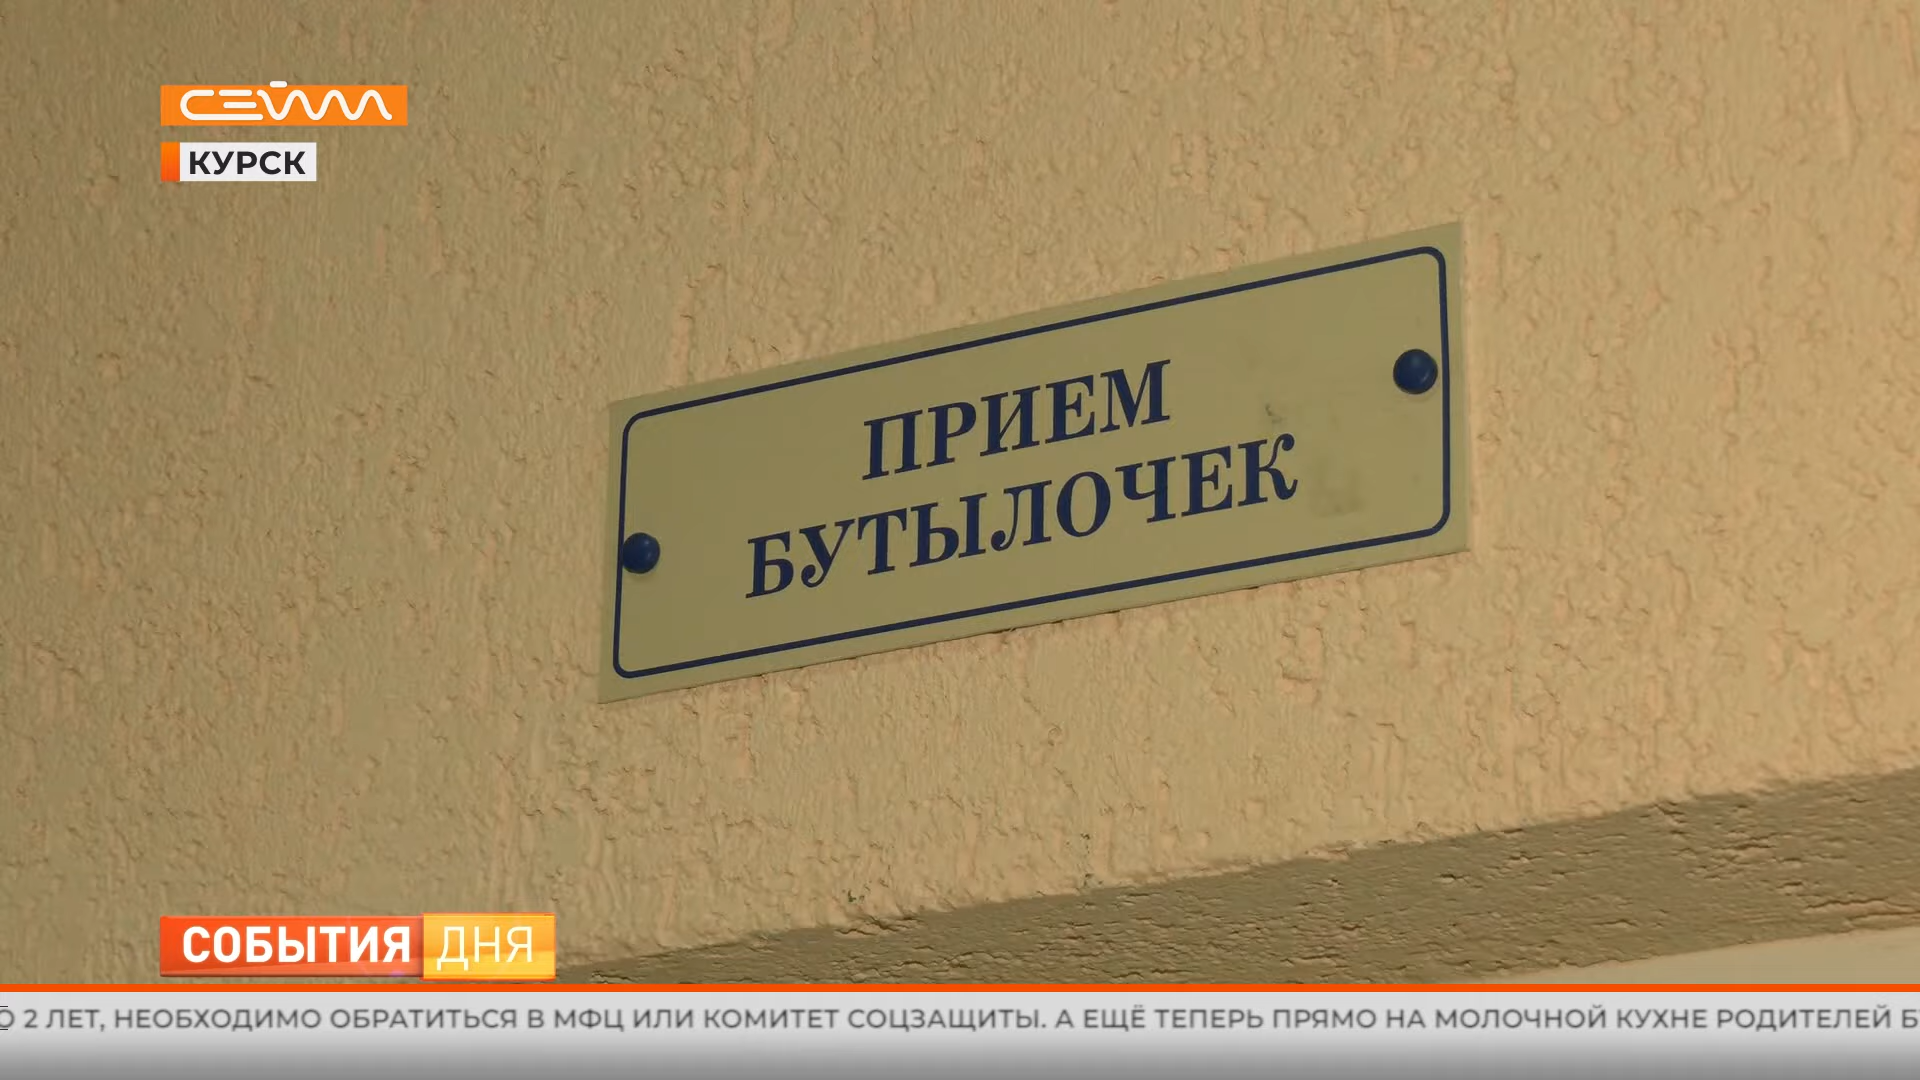 СЕЙМ
КУРСК
ПРИЕМ
БУТЫЛОЧЕК
СОБЫТИЯ ДНЯ
2 ЛЕТ, НЕОБХОДИМО ОБРАТИТЬСЯ В МФЦ ИЛИ КОМИТЕТ СОЦЗАЩИТЫ. А ЕЩЁ ТЕПЕРЬ ПРЯМО НА МОЛОЧНОЙ КУХНЕ РОДИТЕЛЕЙ